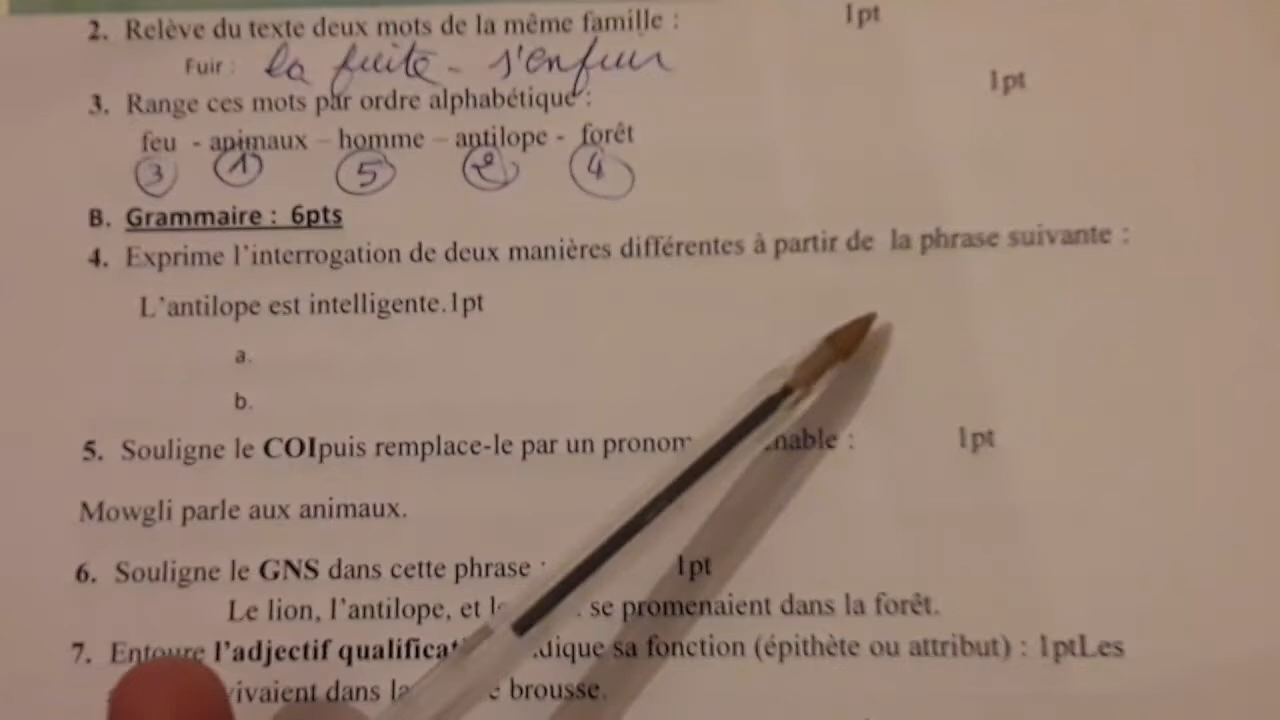 2. Relève du texte deux mots de la même famille : 1pt
Fuir : la fuite - s'enfuir
3. Range ces mots par ordre alphabétique : 1pt
feu - animaux – homme – antilope - forêt
3 1 5 2 4
B. Grammaire : 6pts
4. Exprime l'interrogation de deux manières différentes à partir de la phrase suivante :
L'antilope est intelligente.1pt
a.
b.
5. Souligne le COIpuis remplace-le par un pronom : 1pt
Mowgli parle aux animaux.
6. Souligne le GNS dans cette phrase : 1pt
Le lion, l'antilope, et se promenaient dans la forêt.
7. Entoure l'adjectif sa fonction (épithète ou attribut) : 1ptLes
dans la brousse.